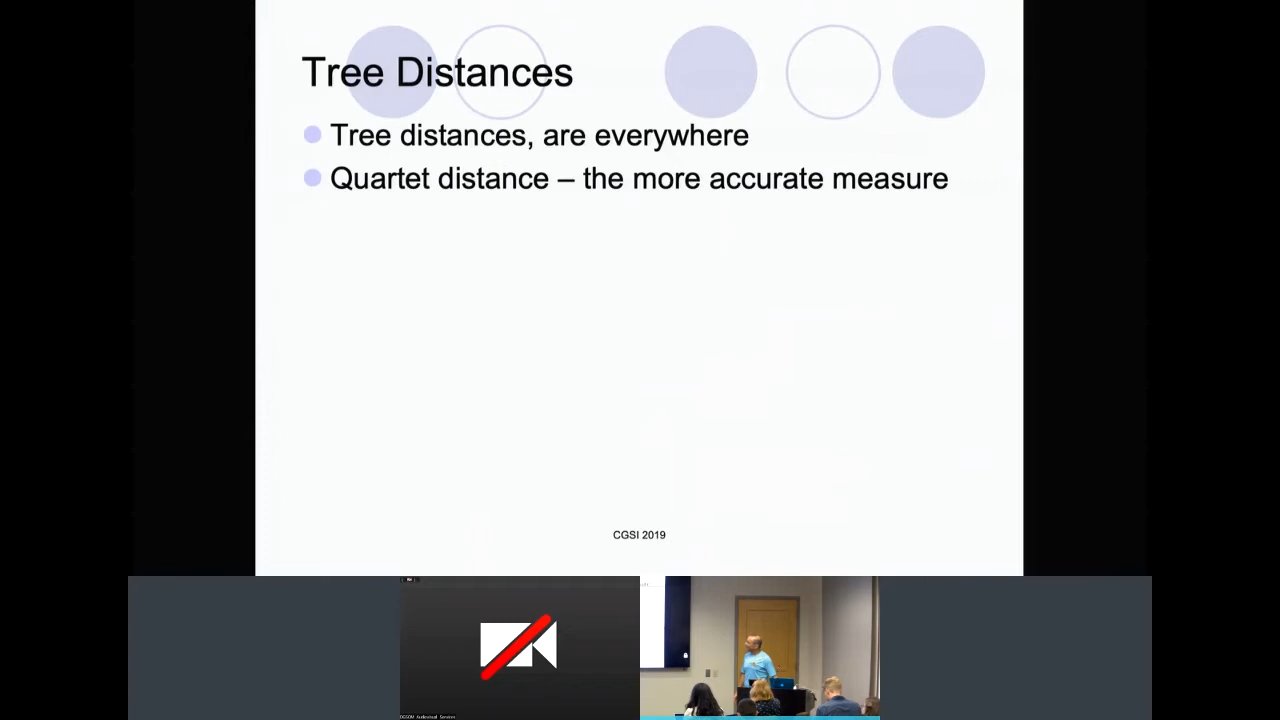 Tree Distances
Tree distances, are everywhere
Quartet distance – the more accurate measure
CGSI 2019